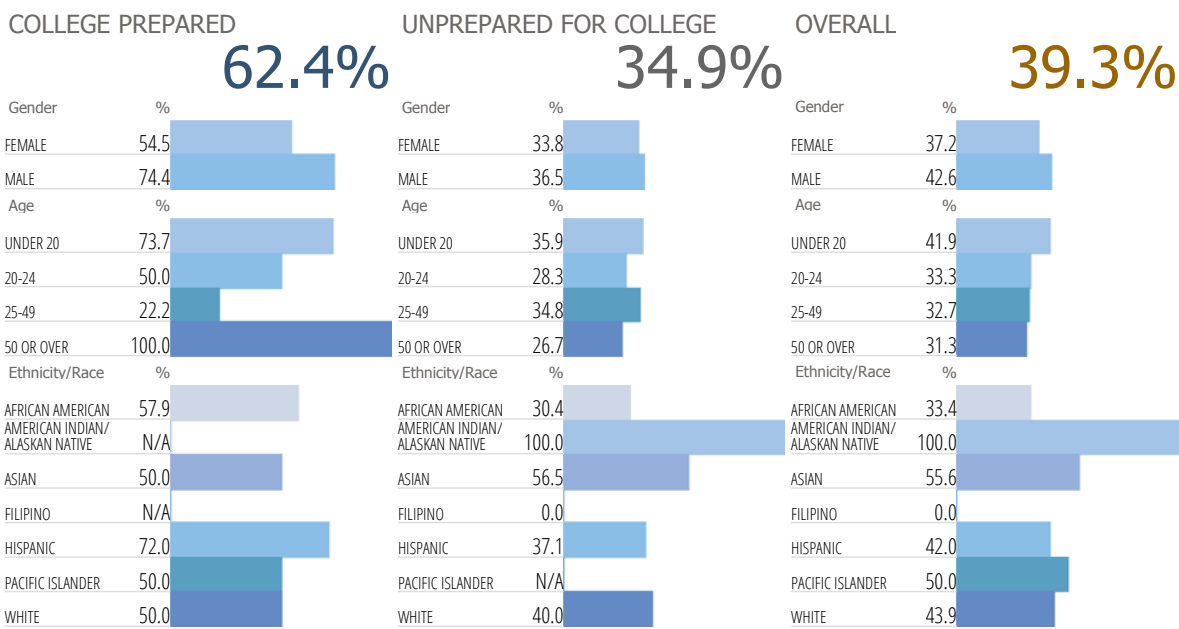 COLLEGE PREPARED
62.4%
Gender %
FEMALE 54.5
MALE 74.4
Age %
UNDER 20 73.7
20-24 50.0
25-49 22.2
50 OR OVER 100.0
Ethnicity/Race %
AFRICAN AMERICAN 57.9
AMERICAN INDIAN/
ALASKAN NATIVE N/A
ASIAN 50.0
FILIPINO N/A
HISPANIC 72.0
PACIFIC ISLANDER 50.0
WHITE 50.0
UNPREPARED FOR COLLEGE
34.9%
Gender %
FEMALE 33.8
MALE 36.5
Age %
UNDER 20 35.9
20-24 28.3
25-49 34.8
50 OR OVER 26.7
Ethnicity/Race %
AFRICAN AMERICAN 30.4
AMERICAN INDIAN/
ALASKAN NATIVE 100.0
ASIAN 56.5
FILIPINO 0.0
HISPANIC 37.1
PACIFIC ISLANDER N/A
WHITE 40.0
OVERALL
39.3%
Gender %
FEMALE 37.2
MALE 42.6
Age %
UNDER 20 41.9
20-24 33.3
25-49 32.7
50 OR OVER 31.3
Ethnicity/Race %
AFRICAN AMERICAN 33.4
AMERICAN INDIAN/
ALASKAN NATIVE 100.0
ASIAN 55.6
FILIPINO 0.0
HISPANIC 42.0
PACIFIC ISLANDER 50.0
WHITE 43.9